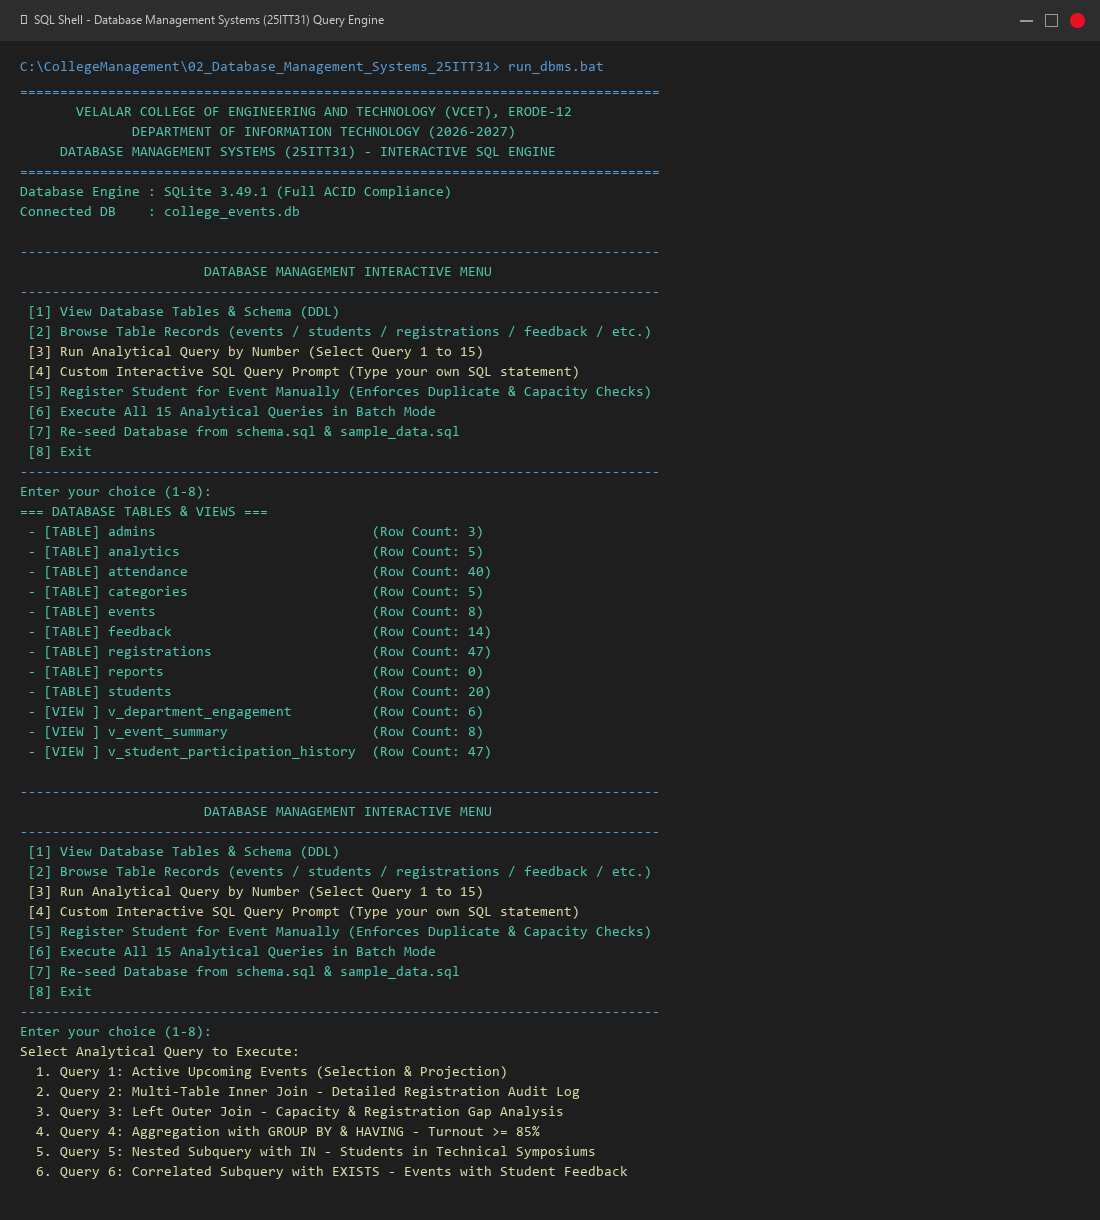 SQL Shell - Database Management Systems (25ITT31) Query Engine
C:\CollegeManagement\02_Database_Management_Systems_25ITT31> run_dbms.bat
================================================================================
       VELALAR COLLEGE OF ENGINEERING AND TECHNOLOGY (VCET), ERODE-12
              DEPARTMENT OF INFORMATION TECHNOLOGY (2026-2027)
     DATABASE MANAGEMENT SYSTEMS (25ITT31) - INTERACTIVE SQL ENGINE
================================================================================
Database Engine : SQLite 3.49.1 (Full ACID Compliance)
Connected DB    : college_events.db

--------------------------------------------------------------------------------
                       DATABASE MANAGEMENT INTERACTIVE MENU
--------------------------------------------------------------------------------
 [1] View Database Tables & Schema (DDL)
 [2] Browse Table Records (events / students / registrations / feedback / etc.)
 [3] Run Analytical Query by Number (Select Query 1 to 15)
 [4] Custom Interactive SQL Query Prompt (Type your own SQL statement)
 [5] Register Student for Event Manually (Enforces Duplicate & Capacity Checks)
 [6] Execute All 15 Analytical Queries in Batch Mode
 [7] Re-seed Database from schema.sql & sample_data.sql
 [8] Exit
--------------------------------------------------------------------------------
Enter your choice (1-8):
=== DATABASE TABLES & VIEWS ===
 - [TABLE] admins                           (Row Count: 3)
 - [TABLE] analytics                        (Row Count: 5)
 - [TABLE] attendance                       (Row Count: 40)
 - [TABLE] categories                       (Row Count: 5)
 - [TABLE] events                           (Row Count: 8)
 - [TABLE] feedback                         (Row Count: 14)
 - [TABLE] registrations                    (Row Count: 47)
 - [TABLE] reports                          (Row Count: 0)
 - [TABLE] students                         (Row Count: 20)
 - [VIEW ] v_department_engagement          (Row Count: 6)
 - [VIEW ] v_event_summary                  (Row Count: 8)
 - [VIEW ] v_student_participation_history  (Row Count: 47)

--------------------------------------------------------------------------------
                       DATABASE MANAGEMENT INTERACTIVE MENU
--------------------------------------------------------------------------------
 [1] View Database Tables & Schema (DDL)
 [2] Browse Table Records (events / students / registrations / feedback / etc.)
 [3] Run Analytical Query by Number (Select Query 1 to 15)
 [4] Custom Interactive SQL Query Prompt (Type your own SQL statement)
 [5] Register Student for Event Manually (Enforces Duplicate & Capacity Checks)
 [6] Execute All 15 Analytical Queries in Batch Mode
 [7] Re-seed Database from schema.sql & sample_data.sql
 [8] Exit
--------------------------------------------------------------------------------
Enter your choice (1-8):
Select Analytical Query to Execute:
  1. Query 1: Active Upcoming Events (Selection & Projection)
  2. Query 2: Multi-Table Inner Join - Detailed Registration Audit Log
  3. Query 3: Left Outer Join - Capacity & Registration Gap Analysis
  4. Query 4: Aggregation with GROUP BY & HAVING - Turnout >= 85%
  5. Query 5: Nested Subquery with IN - Students in Technical Symposiums
  6. Query 6: Correlated Subquery with EXISTS - Events with Student Feedback